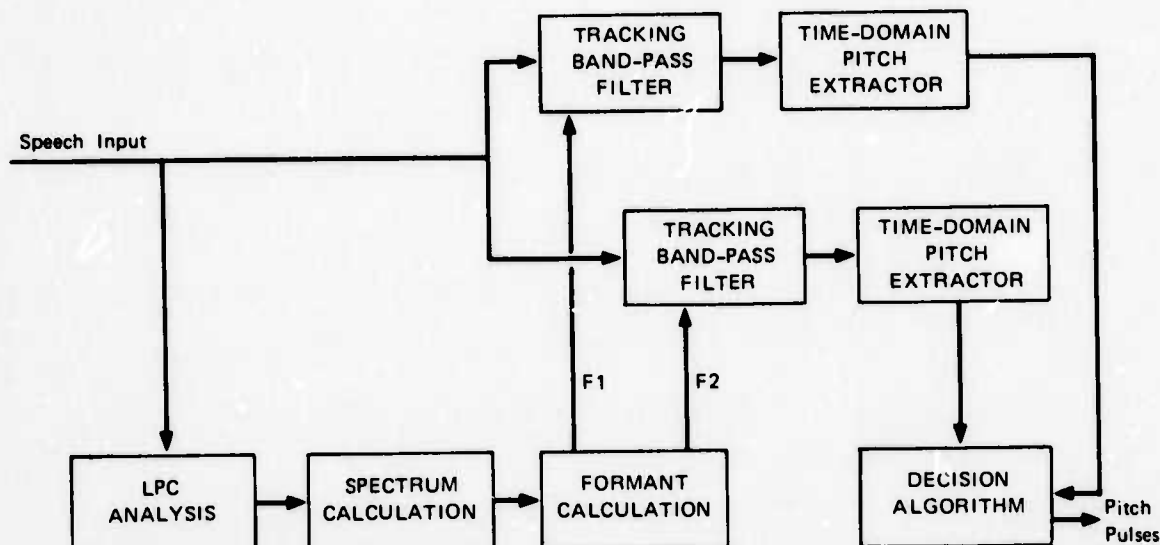 TRACKING
BAND-PASS
FILTER
TIME-DOMAIN
PITCH
EXTRACTOR
Speech Input
TRACKING
BAND-PASS
FILTER
TIME-DOMAIN
PITCH
EXTRACTOR
F1
F2
LPC
ANALYSIS
SPECTRUM
CALCULATION
FORMANT
CALCULATION
DECISION
ALGORITHM
Pitch
Pulses